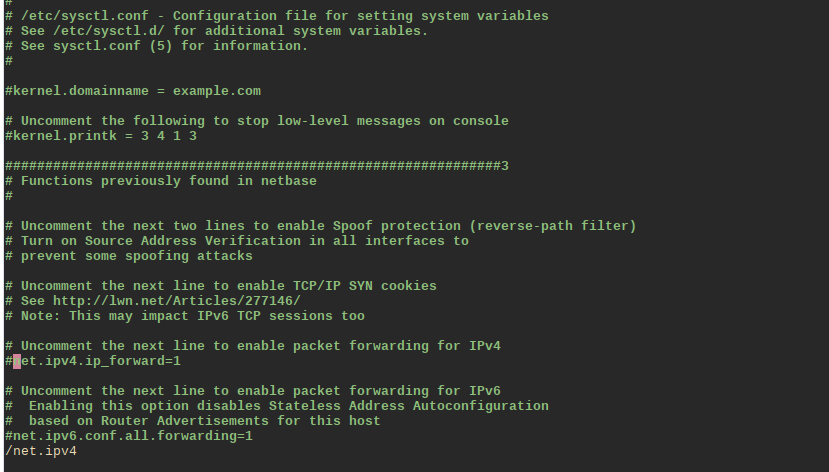 #
# /etc/sysctl.conf - Configuration file for setting system variables
# See /etc/sysctl.d/ for additional system variables.
# See sysctl.conf (5) for information.
#
#kernel.domainname = example.com
# Uncomment the following to stop low-level messages on console
#kernel.printk = 3 4 1 3
##############################################################3
# Functions previously found in netbase
#
# Uncomment the next two lines to enable Spoof protection (reverse-path filter)
# Turn on Source Address Verification in all interfaces to
# prevent some spoofing attacks
# Uncomment the next line to enable TCP/IP SYN cookies
# See http://lwn.net/Articles/277146/
# Note: This may impact IPv6 TCP sessions too
# Uncomment the next line to enable packet forwarding for IPv4
#net.ipv4.ip_forward=1
# Uncomment the next line to enable packet forwarding for IPv6
#  Enabling this option disables Stateless Address Autoconfiguration
#  based on Router Advertisements for this host
#net.ipv6.conf.all.forwarding=1
/net.ipv4